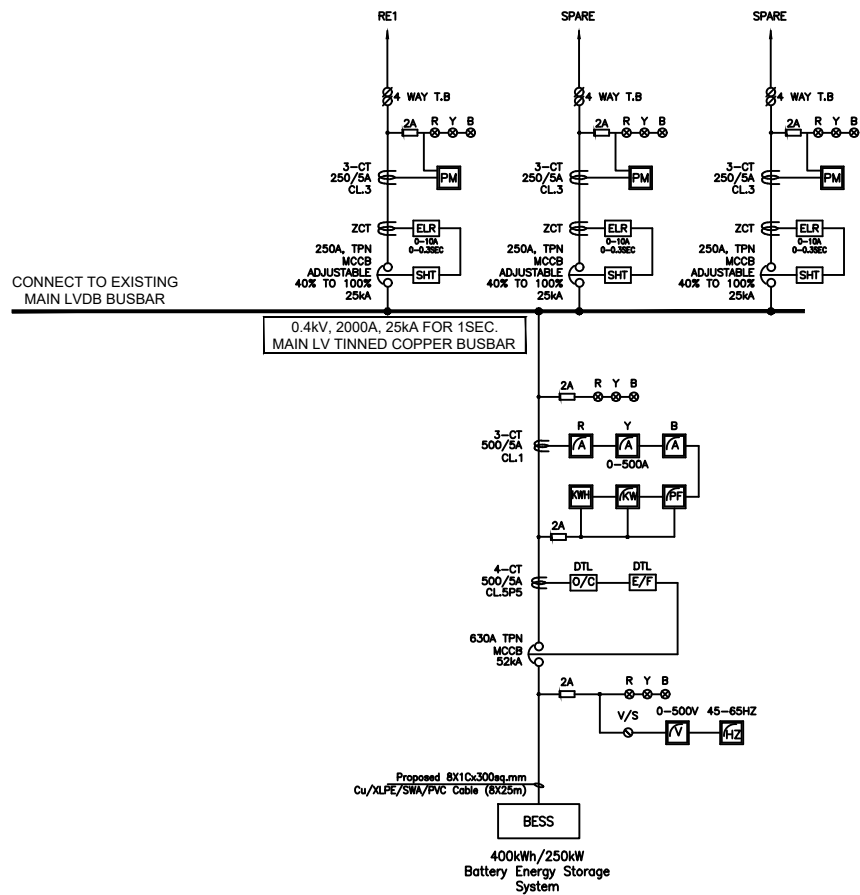 RE1
SPARE
SPARE
4 WAY T.B
4 WAY T.B
4 WAY T.B
2A R Y B
2A R Y B
2A R Y B
3-CT
250/5A
CL.3
PM
3-CT
250/5A
CL.3
PM
3-CT
250/5A
CL.3
PM
ZCT
ELR
0-10A
0-0.3SEC
ZCT
ELR
0-10A
0-0.3SEC
ZCT
ELR
0-10A
0-0.3SEC
250A, TPN
MCCB
ADJUSTABLE
40% TO 100%
25kA
SHT
250A, TPN
MCCB
ADJUSTABLE
40% TO 100%
25kA
SHT
250A, TPN
MCCB
ADJUSTABLE
40% TO 100%
25kA
SHT
CONNECT TO EXISTING
MAIN LVDB BUSBAR
0.4kV, 2000A, 25kA FOR 1SEC.
MAIN LV TINNED COPPER BUSBAR
2A R Y B
3-CT
500/5A
CL.1
R Y B
A A A
0-500A
KWH KW PF
2A
4-CT
500/5A
CL.5P5
DTL DTL
O/C E/F
630A TPN
MCCB
52kA
2A R Y B
V/S 0-500V 45-65HZ
V HZ
Proposed 8X1Cx300sq.mm
Cu/XLPE/SWA/PVC Cable (8X25m)
BESS
400kWh/250kW
Battery Energy Storage
System